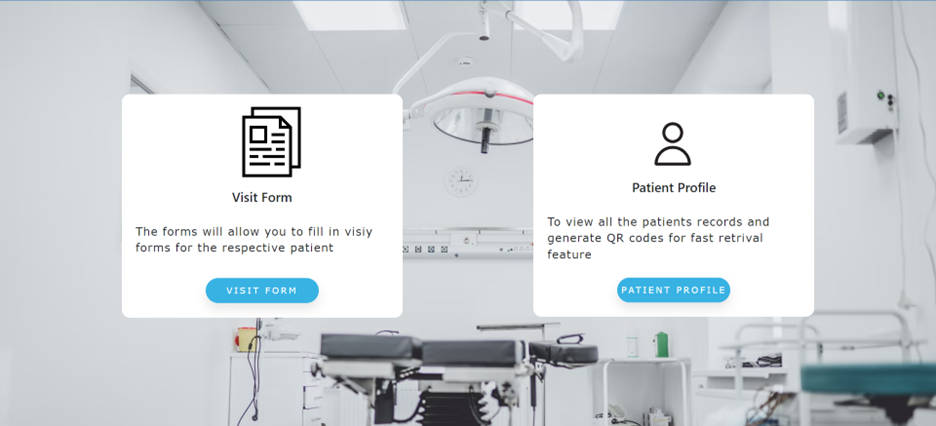 Visit Form
The forms will allow you to fill in visiy
forms for the respective patient
VISIT FORM
Patient Profile
To view all the patients records and
generate QR codes for fast retrival
feature
PATIENT PROFILE